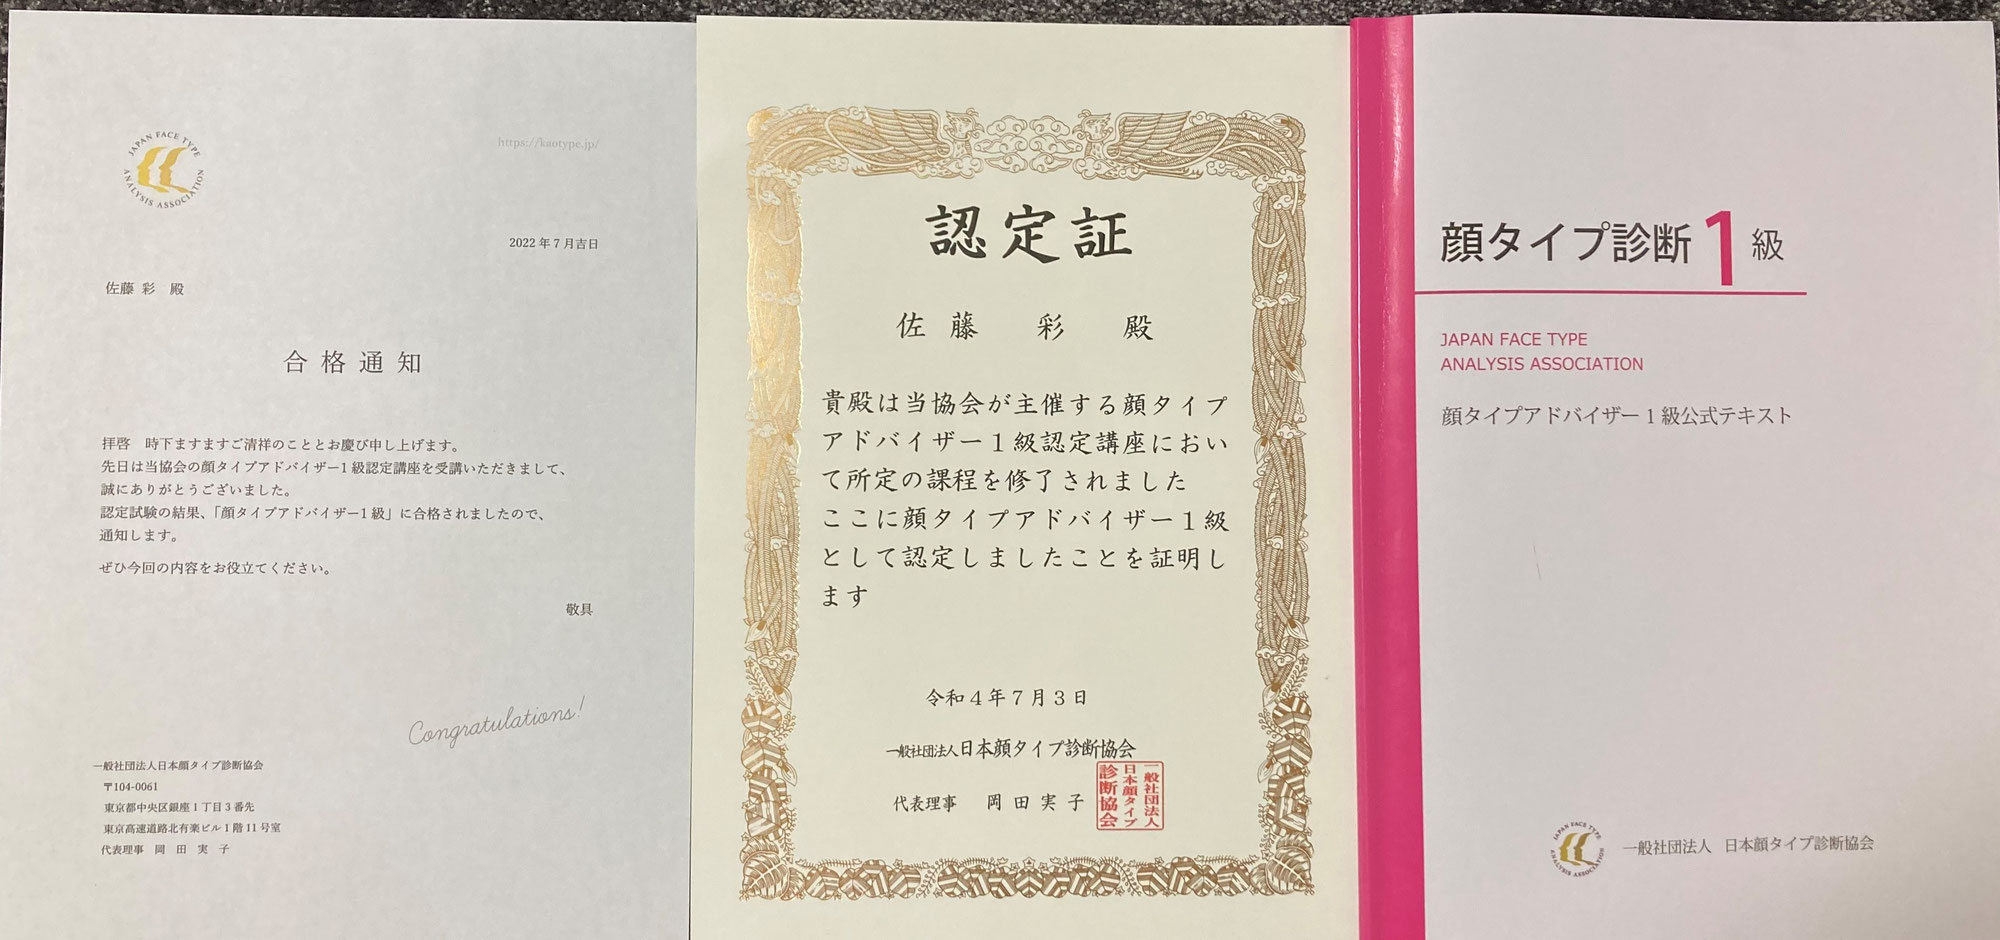 JAPAN FACE TYPE ANALYSIS ASSOCIATION
https://kaotype.jp/
2022年7月吉日
佐藤 彩 殿
合格通知
拝啓 時下ますますご清祥のこととお慶び申し上げます。
先日は当協会の顔タイプアドバイザー1級認定講座を受講いただきまして、
誠にありがとうございました。
認定試験の結果、「顔タイプアドバイザー1級」に合格されましたので、
通知します。
ぜひ今回の内容をお役立てください。
敬具
Congratulations!
一般社団法人日本顔タイプ診断協会
〒104-0061
東京都中央区銀座1丁目3番先
東京高速道路北有楽ビル1階11号室
代表理事 岡田 実子
認定証
佐藤 彩 殿
貴殿は当協会が主催する顔タイプ
アドバイザー1級認定講座におい
て所定の課程を修了されました
ここに顔タイプアドバイザー1級
として認定しましたことを証明し
ます
令和4年7月3日
一般社団法人日本顔タイプ診断協会
代表理事 岡田実子
一般社団法人
日本顔タイプ
診断協会
顔タイプ診断1級
JAPAN FACE TYPE
ANALYSIS ASSOCIATION
顔タイプアドバイザー1級公式テキスト
JAPAN FACE TYPE ANALYSIS ASSOCIATION
一般社団法人 日本顔タイプ診断協会